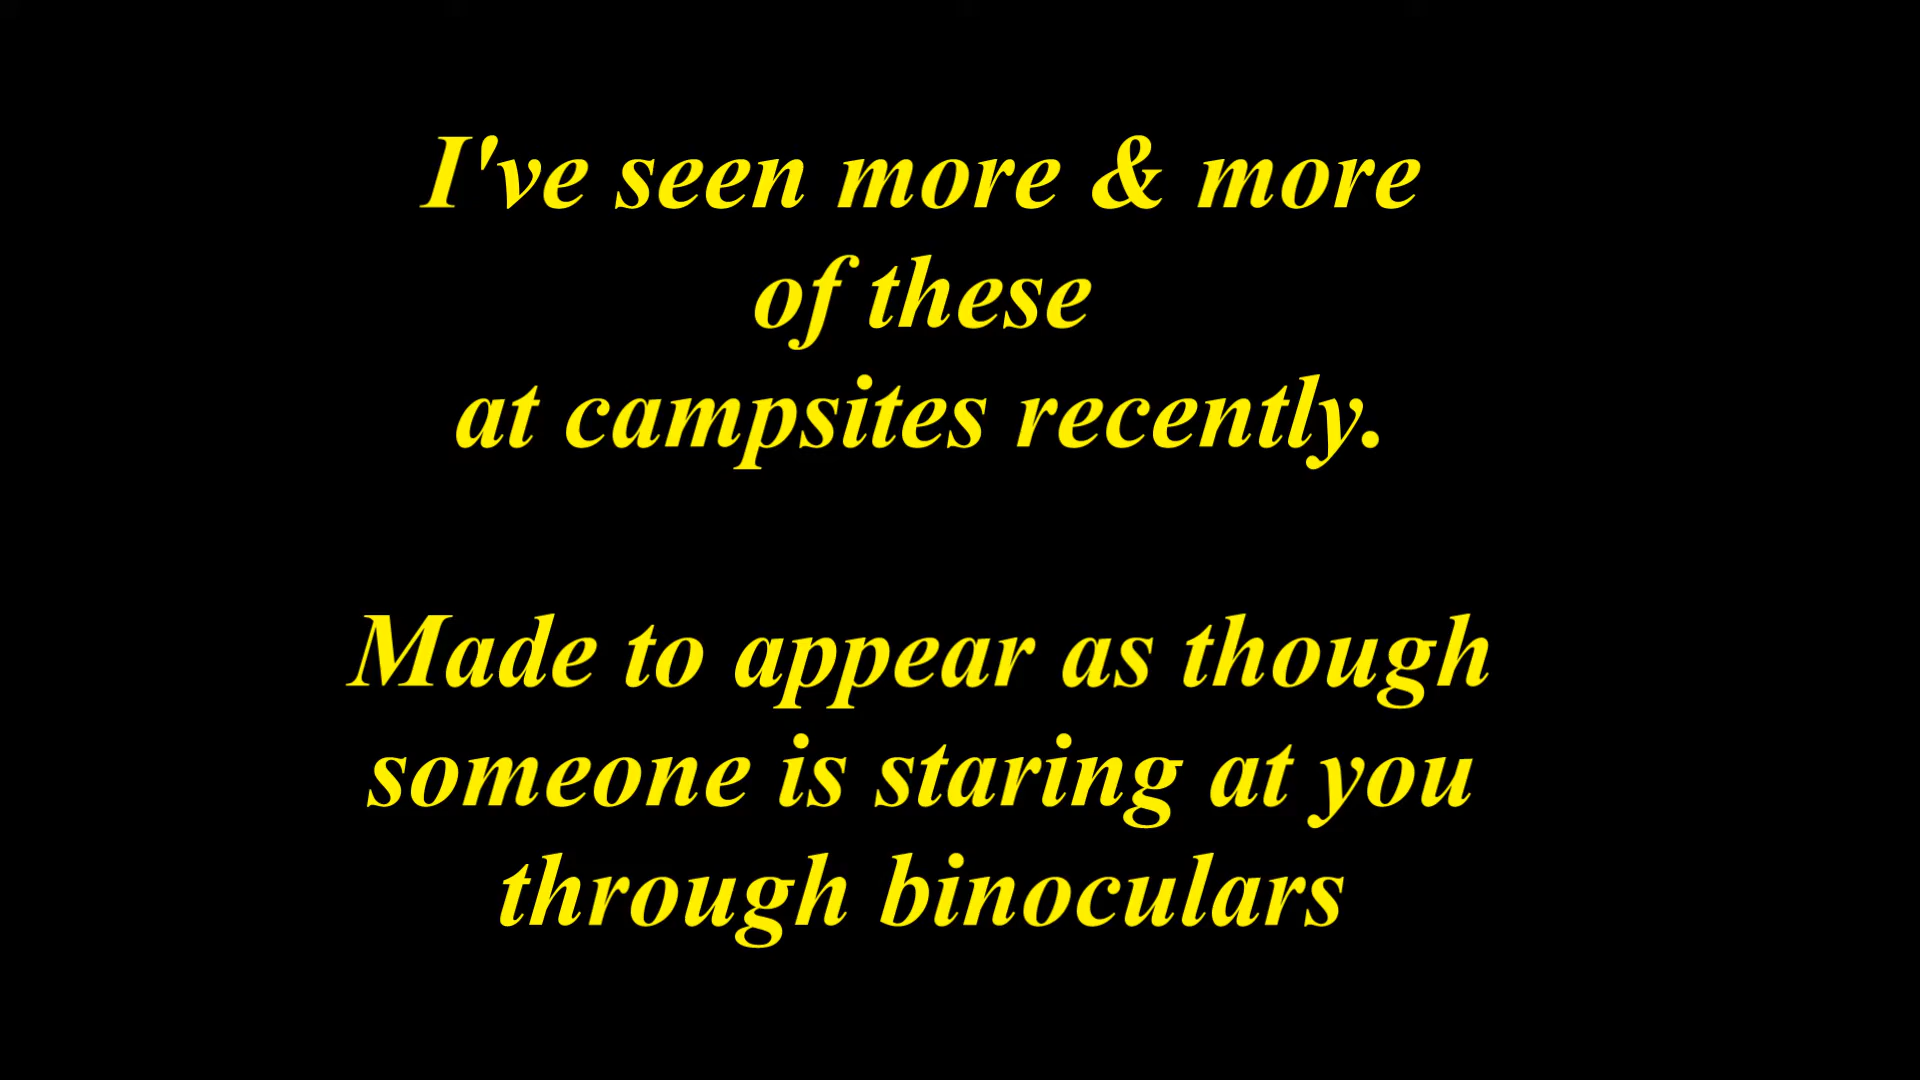 I've seen more & more
of these
at campsites recently.
Made to appear as though
someone is staring at you
through binoculars